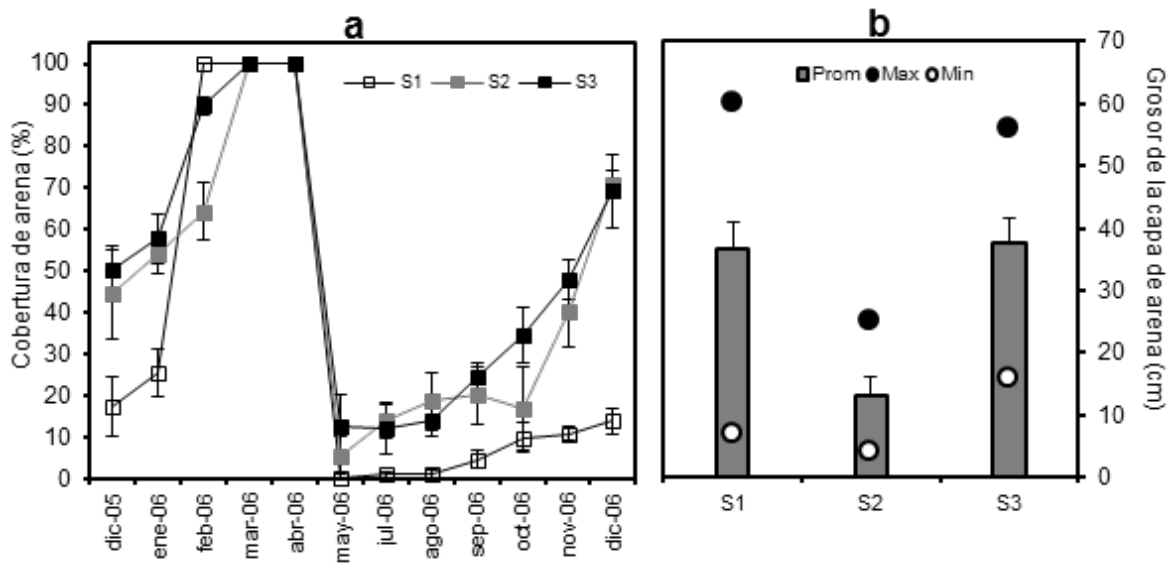 a
b
Cobertura de arena (%)
100
90
80
70
60
50
40
30
20
10
0
S1
S2
S3
dic-05
ene-06
feb-06
mar-06
abr-06
may-06
jul-06
ago-06
sep-06
oct-06
nov-06
dic-06
Prom
Max
Min
70
60
50
40
30
20
10
0
Grosor de la capa de arena (cm)
S1
S2
S3